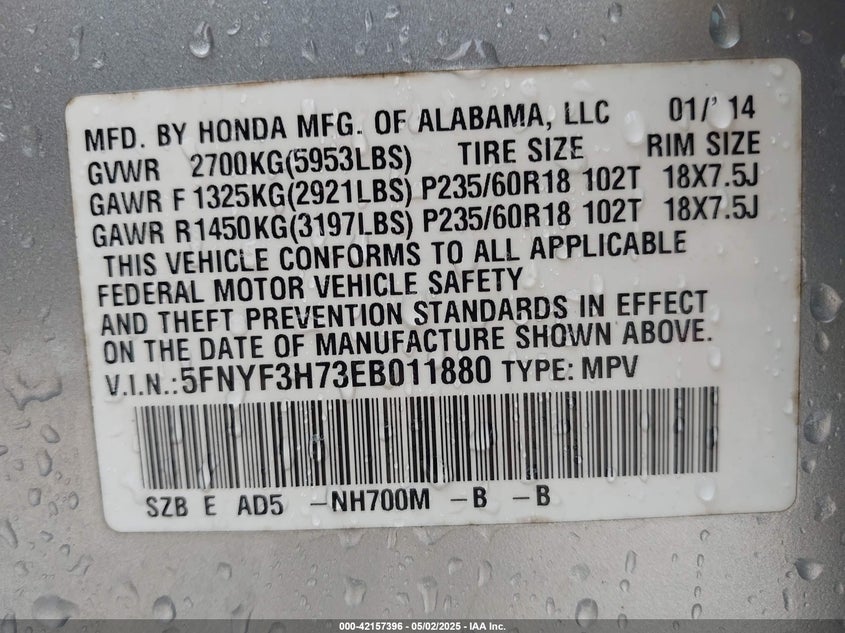 MFD. BY HONDA MFG. OF ALABAMA, LLC 01/' 14
GVWR 2700KG(5953LBS) TIRE SIZE RIM SIZE
GAWR F 1325KG(2921LBS) P235/60R18 102T 18X7.5J
GAWR R1450KG(3197LBS) P235/60R18 102T 18X7.5J
THIS VEHICLE CONFORMS TO ALL APPLICABLE
FEDERAL MOTOR VEHICLE SAFETY
AND THEFT PREVENTION STANDARDS IN EFFECT
ON THE DATE OF MANUFACTURE SHOWN ABOVE.
V.I.N.:5FNYF3H73EB011880 TYPE: MPV
SZB E AD5 -NH700M -B -B
000-42157396 - 05/02/2025 - IAA Inc.